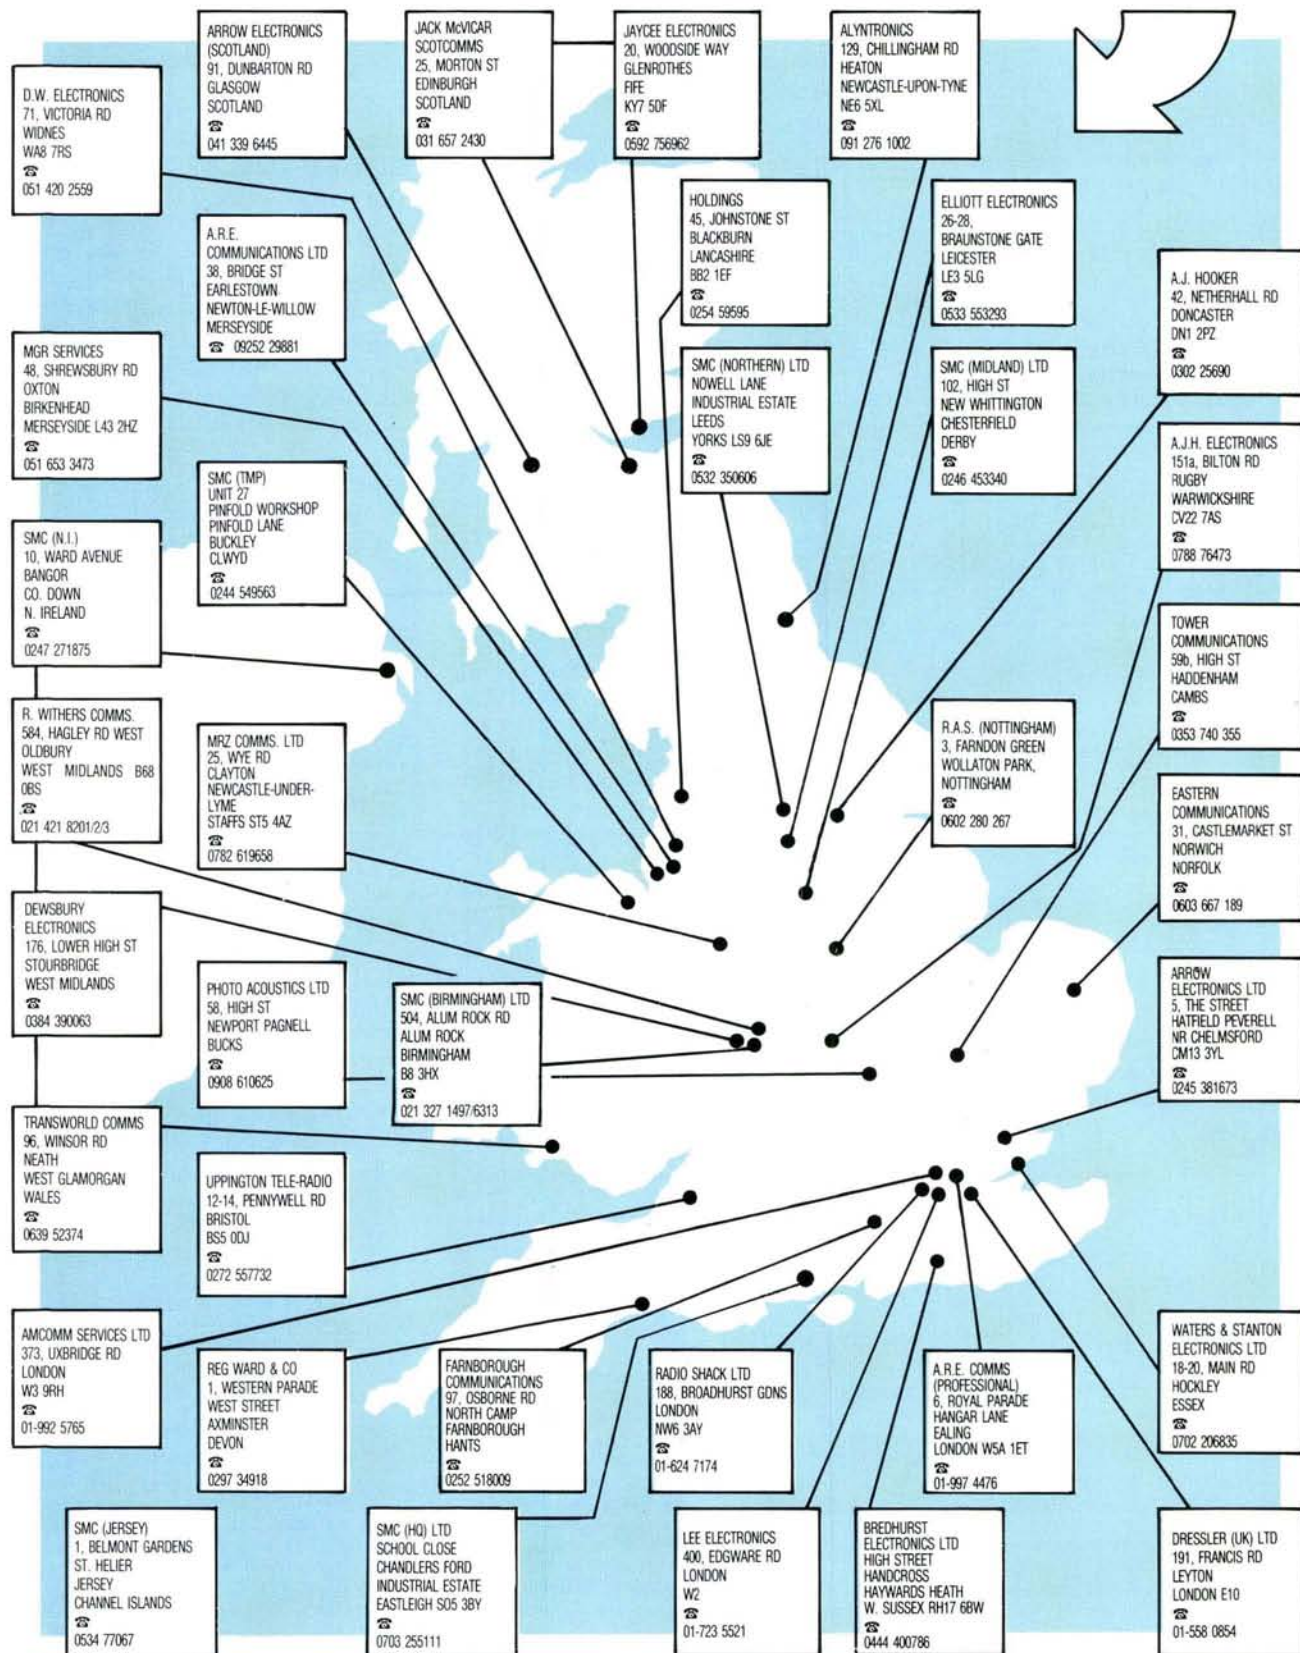 ARROW ELECTRONICS
(SCOTLAND)
91, DUNBARTON RD
GLASGOW
SCOTLAND
☎
041 339 6445
JACK McVICAR
SCOTCOMMS
25, MORTON ST
EDINBURGH
SCOTLAND
☎
031 657 2430
JAYCEE ELECTRONICS
20, WOODSIDE WAY
GLENROTHES
FIFE
KY7 5DF
☎
0592 756962
ALYNTRONICS
129, CHILLINGHAM RD
HEATON
NEWCASTLE-UPON-TYNE
NE6 5XL
☎
091 276 1002
D.W. ELECTRONICS
71, VICTORIA RD
WIDNES
WA8 7RS
☎
051 420 2559
A.R.E.
COMMUNICATIONS LTD
38, BRIDGE ST
EARLESTOWN
NEWTON-LE-WILLOW
MERSEYSIDE
☎ 09252 29881
HOLDINGS
45, JOHNSTONE ST
BLACKBURN
LANCASHIRE
BB2 1EF
☎
0254 59595
ELLIOTT ELECTRONICS
26-28,
BRAUNSTONE GATE
LEICESTER
LE3 5LG
☎
0533 553293
A.J. HOOKER
42, NETHERHALL RD
DONCASTER
DN1 2PZ
☎
0302 25690
MGR SERVICES
48, SHREWSBURY RD
OXTON
BIRKENHEAD
MERSEYSIDE L43 2HZ
☎
051 653 3473
SMC (NORTHERN) LTD
NOWELL LANE
INDUSTRIAL ESTATE
LEEDS
YORKS LS9 6JE
☎
0532 350606
SMC (MIDLAND) LTD
102, HIGH ST
NEW WHITTINGTON
CHESTERFIELD
DERBY
☎
0246 453340
A.J.H. ELECTRONICS
151a, BILTON RD
RUGBY
WARWICKSHIRE
CV22 7AS
☎
0788 76473
SMC (TMP)
UNIT 27
PINFOLD WORKSHOP
PINFOLD LANE
BUCKLEY
CLWYD
☎
0244 549563
SMC (N.I.)
10, WARD AVENUE
BANGOR
CO. DOWN
N. IRELAND
☎
0247 271875
TOWER
COMMUNICATIONS
59b, HIGH ST
HADDENHAM
CAMBS
☎
0353 740 355
R. WITHERS COMMS.
584, HAGLEY RD WEST
OLDBURY
WEST MIDLANDS B68
0BS
☎
021 421 8201/2/3
MRZ COMMS. LTD
25, WYE RD
CLAYTON
NEWCASTLE-UNDER-
LYME
STAFFS ST5 4AZ
☎
0782 619658
R.A.S. (NOTTINGHAM)
3, FARNDON GREEN
WOLLATON PARK,
NOTTINGHAM
☎
0602 280 267
EASTERN
COMMUNICATIONS
31, CASTLEMARKET ST
NORWICH
NORFOLK
☎
0603 667 189
DEWSBURY
ELECTRONICS
176, LOWER HIGH ST
STOURBRIDGE
WEST MIDLANDS
☎
0384 390063
PHOTO ACOUSTICS LTD
58, HIGH ST
NEWPORT PAGNELL
BUCKS
☎
0908 610625
SMC (BIRMINGHAM) LTD
504, ALUM ROCK RD
ALUM ROCK
BIRMINGHAM
B8 3HX
☎
021 327 1497/6313
ARROW
ELECTRONICS LTD
5, THE STREET
HATFIELD PEVERELL
NR CHELMSFORD
CM13 3YL
☎
0245 381673
TRANSWORLD COMMS
96, WINSOR RD
NEATH
WEST GLAMORGAN
WALES
☎
0639 52374
UPPINGTON TELE-RADIO
12-14, PENNYWELL RD
BRISTOL
BS5 0DJ
☎
0272 557732
AMCOMM SERVICES LTD
373, UXBRIDGE RD
LONDON
W3 9RH
☎
01-992 5765
REG WARD & CO
1, WESTERN PARADE
WEST STREET
AXMINSTER
DEVON
☎
0297 34918
FARNBOROUGH
COMMUNICATIONS
97, OSBORNE RD
NORTH CAMP
FARNBOROUGH
HANTS
☎
0252 518009
RADIO SHACK LTD
188, BROADHURST GDNS
LONDON
NW6 3AY
☎
01-624 7174
A.R.E. COMMS
(PROFESSIONAL)
6, ROYAL PARADE
HANGAR LANE
EALING
LONDON W5A 1ET
☎
01-997 4476
WATERS & STANTON
ELECTRONICS LTD
18-20, MAIN RD
HOCKLEY
ESSEX
☎
0702 206835
SMC (JERSEY)
1, BELMONT GARDENS
ST. HELIER
JERSEY
CHANNEL ISLANDS
☎
0534 77067
SMC (HQ) LTD
SCHOOL CLOSE
CHANDLERS FORD
INDUSTRIAL ESTATE
EASTLEIGH SO5 3BY
☎
0703 255111
LEE ELECTRONICS
400, EDGWARE RD
LONDON
W2
☎
01-723 5521
BREDHURST
ELECTRONICS LTD
HIGH STREET
HANDCROSS
HAYWARDS HEATH
W. SUSSEX RH17 6BW
☎
0444 400786
DRESSLER (UK) LTD
191, FRANCIS RD
LEYTON
LONDON E10
☎
01-558 0854